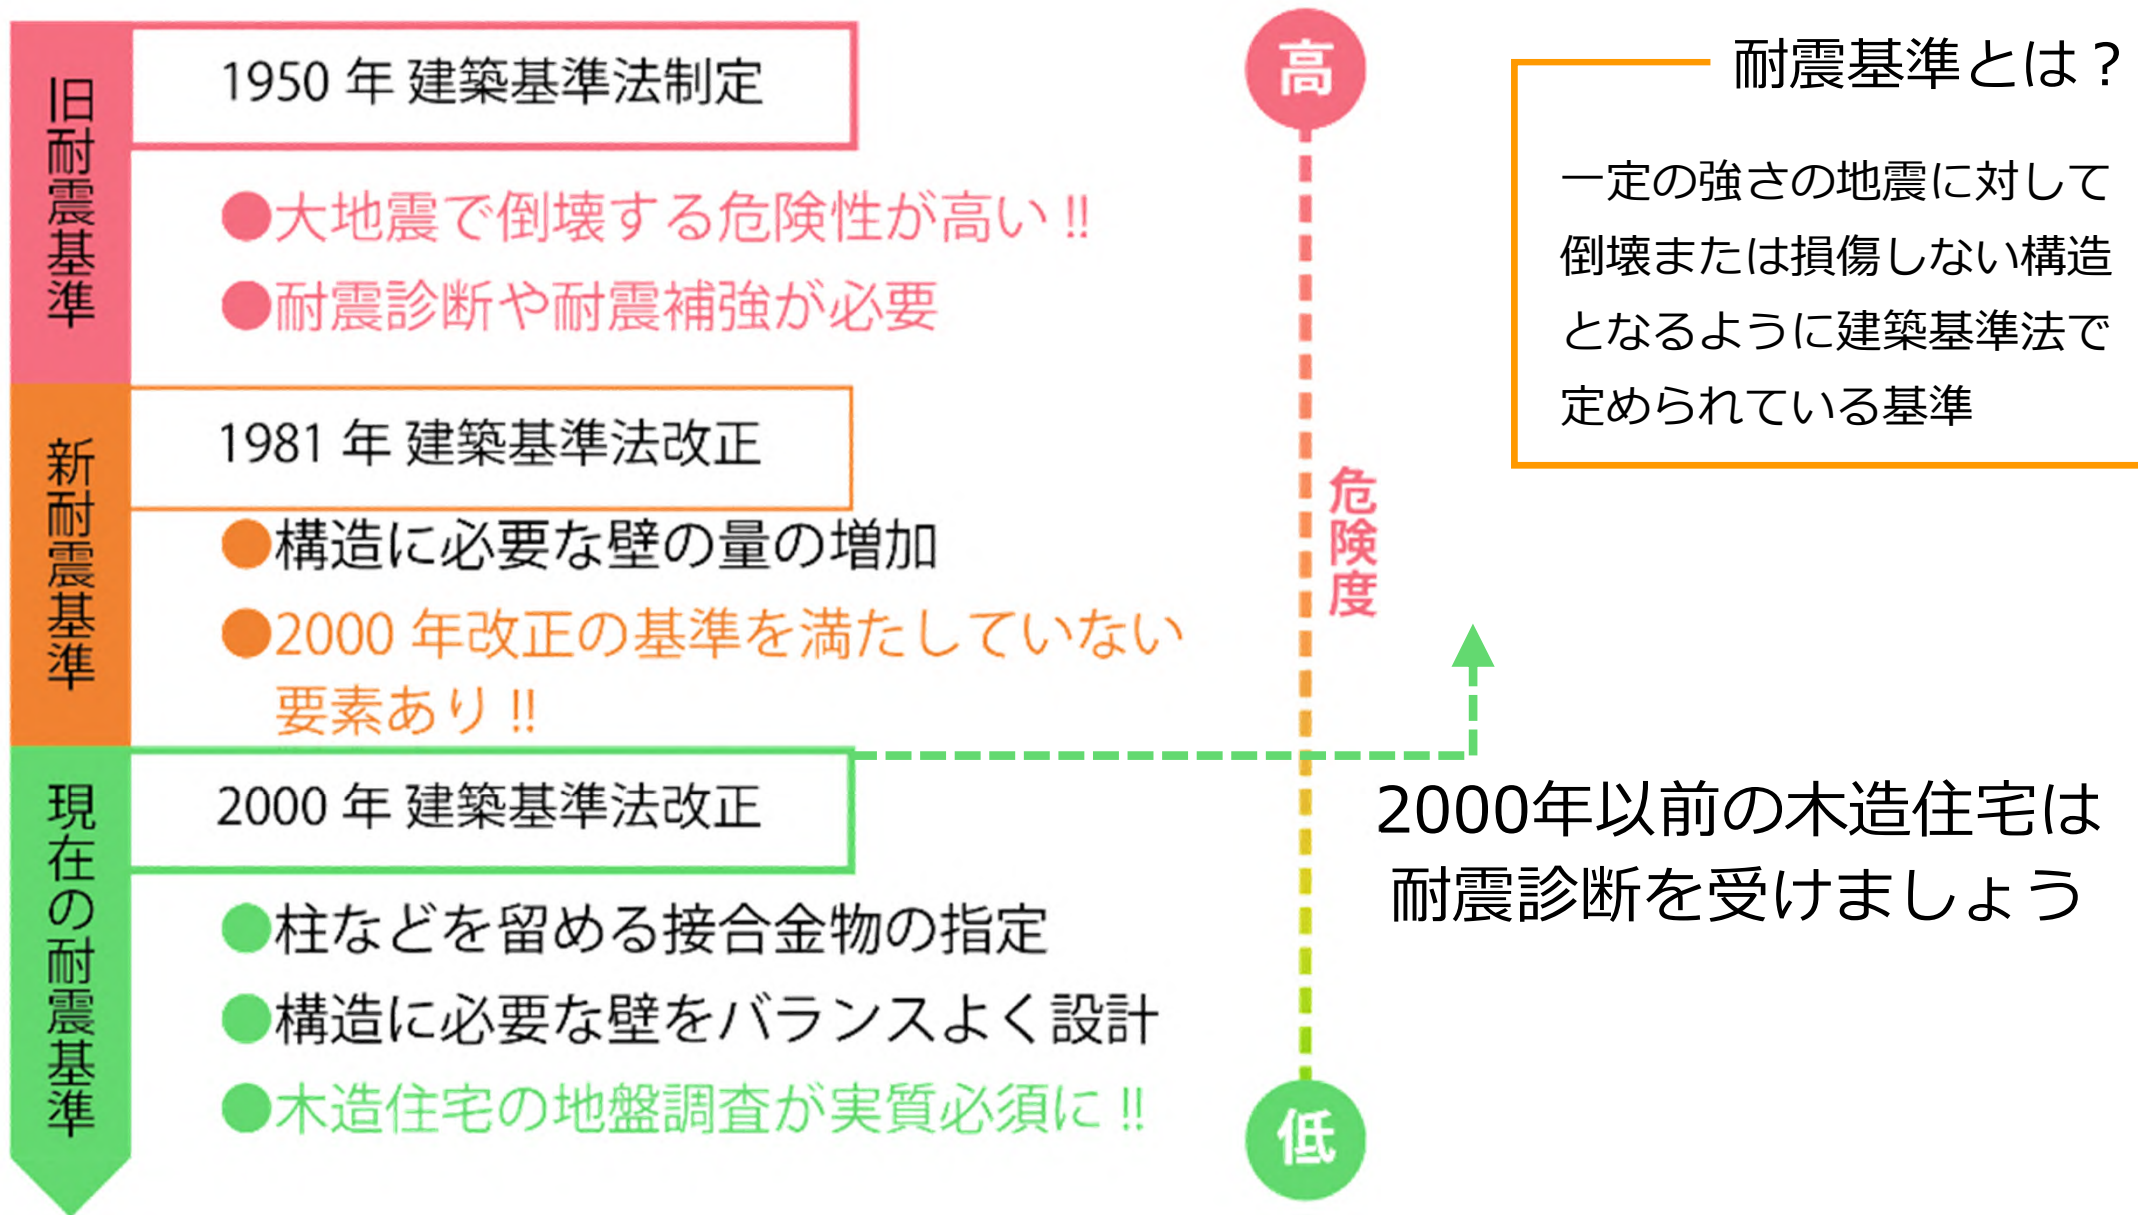 旧耐震基準
1950 年 建築基準法制定
●大地震で倒壊する危険性が高い !!
●耐震診断や耐震補強が必要
新耐震基準
1981 年 建築基準法改正
●構造に必要な壁の量の増加
●2000 年改正の基準を満たしていない
要素あり !!
現在の耐震基準
2000 年 建築基準法改正
●柱などを留める接合金物の指定
●構造に必要な壁をバランスよく設計
●木造住宅の地盤調査が実質必須に !!
高
危険度
低
耐震基準とは？
一定の強さの地震に対して
倒壊または損傷しない構造
となるように建築基準法で
定められている基準
2000年以前の木造住宅は
耐震診断を受けましょう